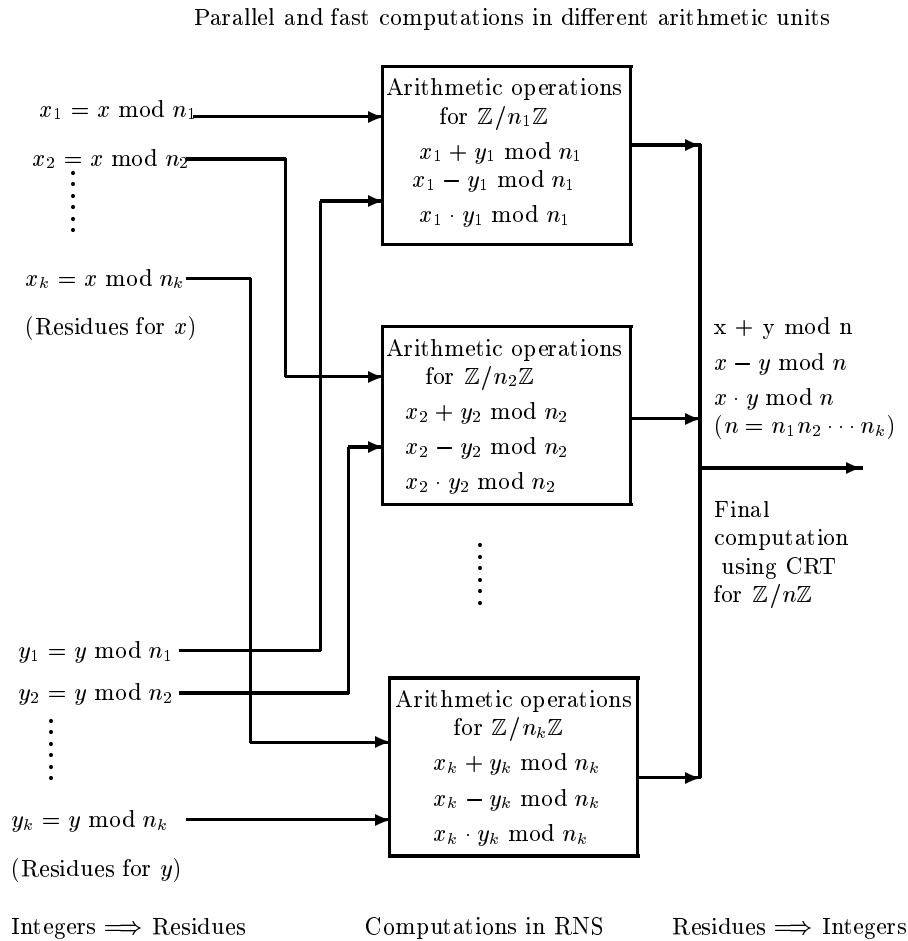 Parallel and fast computations in different arithmetic units
x₁ = x mod n₁
x₂ = x mod n₂
xₖ = x mod nₖ
(Residues for x)
y₁ = y mod n₁
y₂ = y mod n₂
yₖ = y mod nₖ
(Residues for y)
Integers ⟹ Residues
Arithmetic operations
for ℤ/n₁ℤ
x₁ + y₁ mod n₁
x₁ − y₁ mod n₁
x₁ · y₁ mod n₁
Arithmetic operations
for ℤ/n₂ℤ
x₂ + y₂ mod n₂
x₂ − y₂ mod n₂
x₂ · y₂ mod n₂
Arithmetic operations
for ℤ/nₖℤ
xₖ + yₖ mod nₖ
xₖ − yₖ mod nₖ
xₖ · yₖ mod nₖ
Computations in RNS
x + y mod n
x − y mod n
x · y mod n
(n = n₁n₂ ⋯ nₖ)
Final
computation
using CRT
for ℤ/nℤ
Residues ⟹ Integers